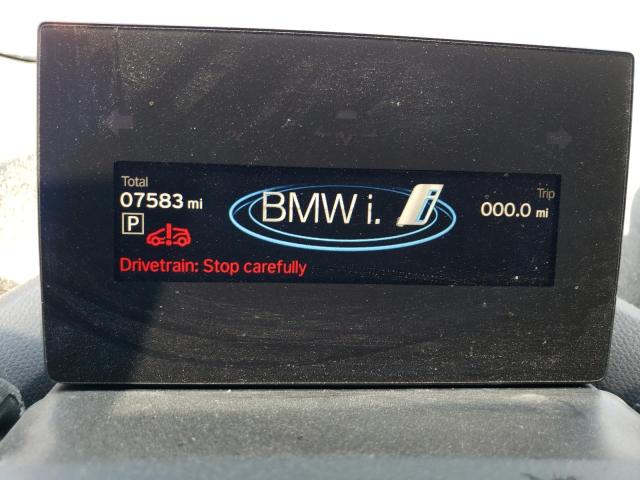 Total
07583 mi
P
Drivetrain: Stop carefully
BMW i.
i
Trip
000.0 mi